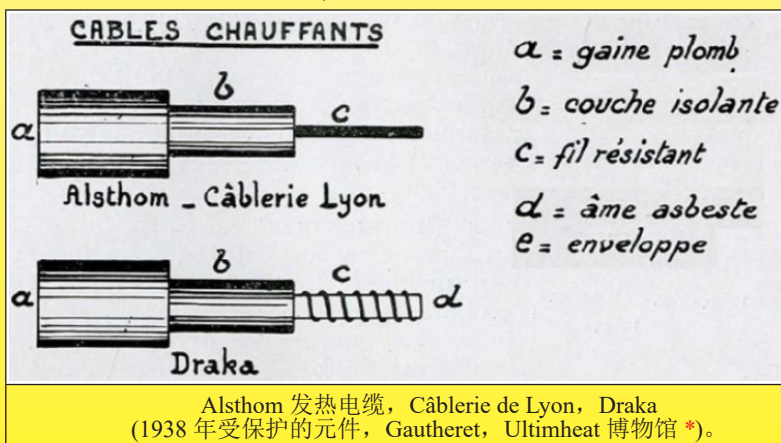 CABLES CHAUFFANTS
a = gaine plomb
b = couche isolante
c = fil résistant
d = âme asbeste
e = enveloppe
a
b
c
Alsthom _ Câblerie Lyon
a
b
c
d
Draka
Alsthom 发热电缆，Câblerie de Lyon，Draka
(1938 年受保护的元件，Gautheret，Ultimheat 博物馆 *)。